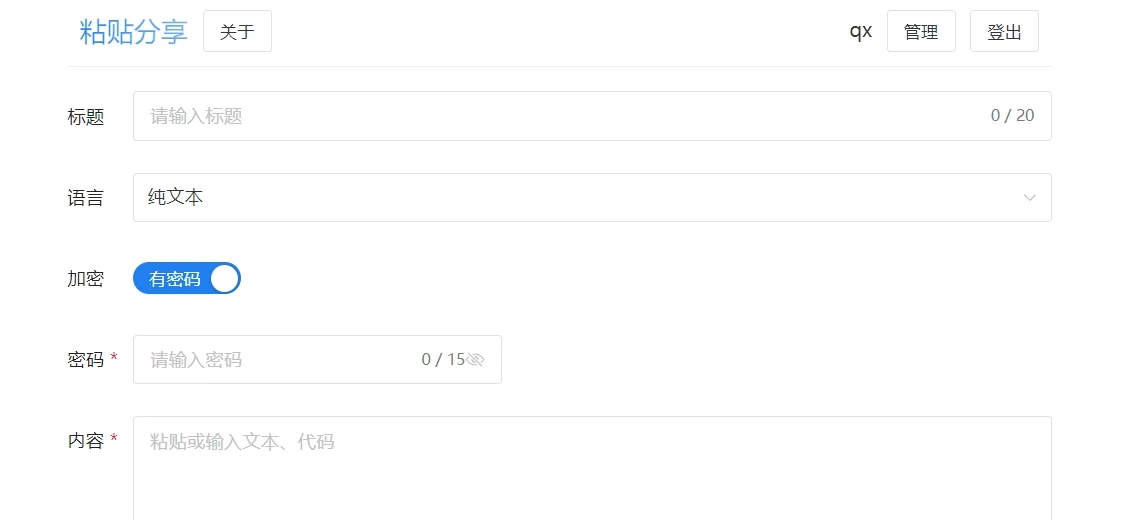 粘贴分享 关于 qx 管理 登出
标题 请输入标题 0 / 20
语言 纯文本
加密 有密码
密码 * 请输入密码 0 / 15
内容 * 粘贴或输入文本、代码